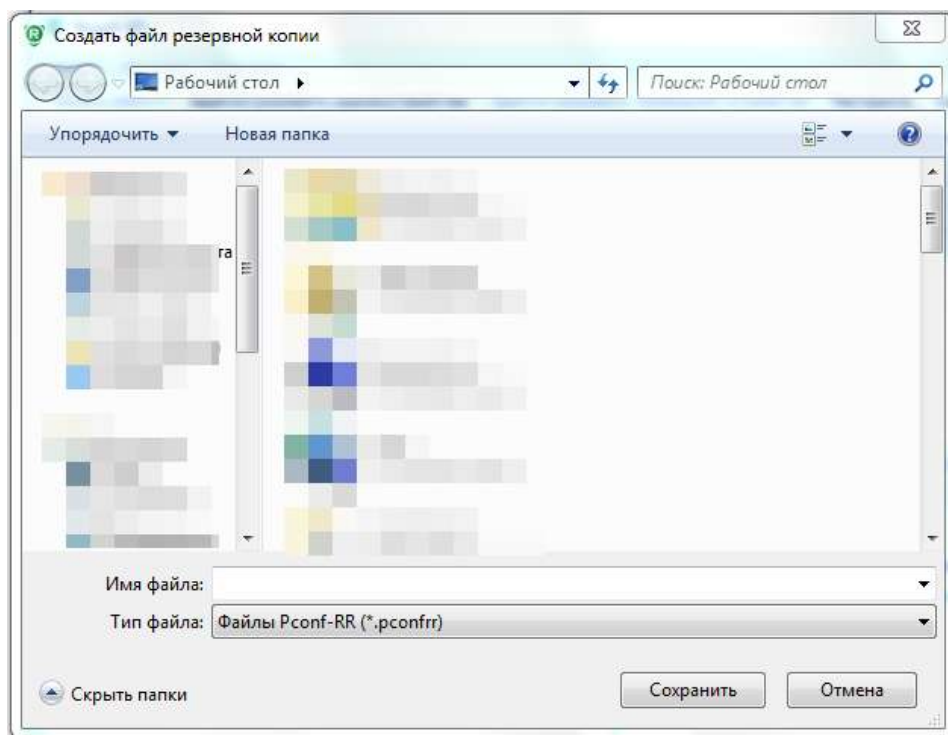 Создать файл резервной копии
Рабочий стол
Поиск: Рабочий стол
Упорядочить
Новая папка
Имя файла:
Тип файла: Файлы Pconf-RR (*.pconfrr)
Скрыть папки
Сохранить
Отмена